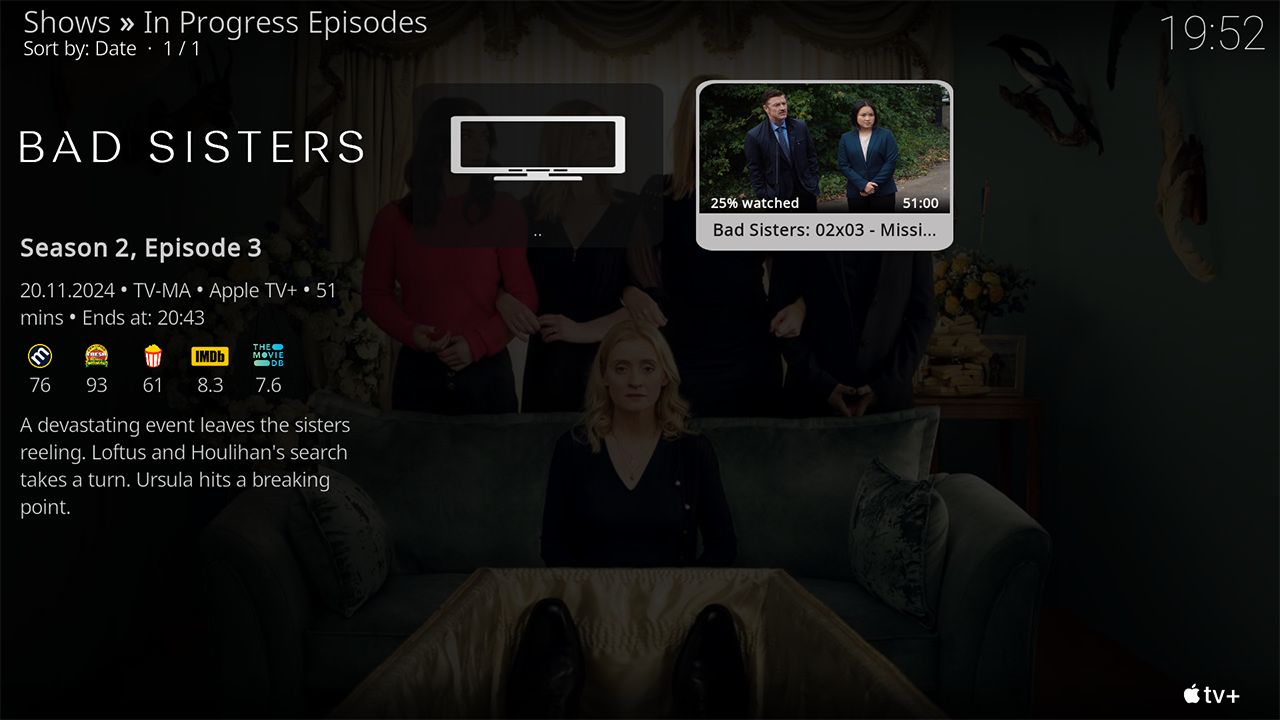 Shows » In Progress Episodes
Sort by: Date · 1 / 1
19:52
BAD SISTERS
Season 2, Episode 3
20.11.2024 • TV-MA • Apple TV+ • 51
mins • Ends at: 20:43
m FRESH IMDb THE MOVIE DB
76 93 61 8.3 7.6
A devastating event leaves the sisters
reeling. Loftus and Houlihan's search
takes a turn. Ursula hits a breaking
point.
..
25% watched 51:00
Bad Sisters: 02x03 - Missi...
tv+